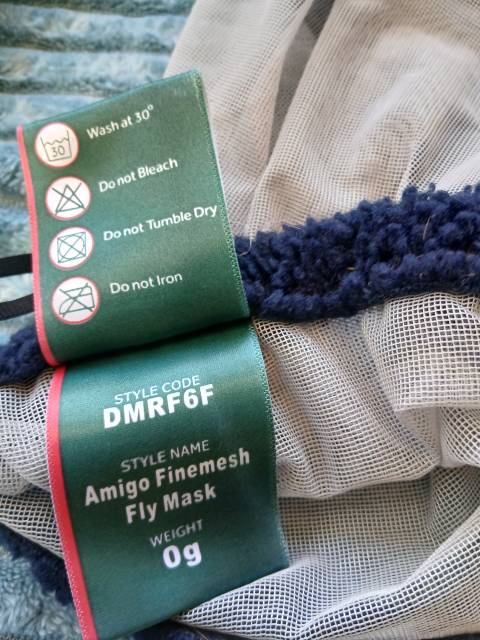 30
Wash at 30°
Do not Bleach
Do not Tumble Dry
Do not Iron
STYLE CODE
DMRF6F
STYLE NAME
Amigo Finemesh
Fly Mask
WEIGHT
0g